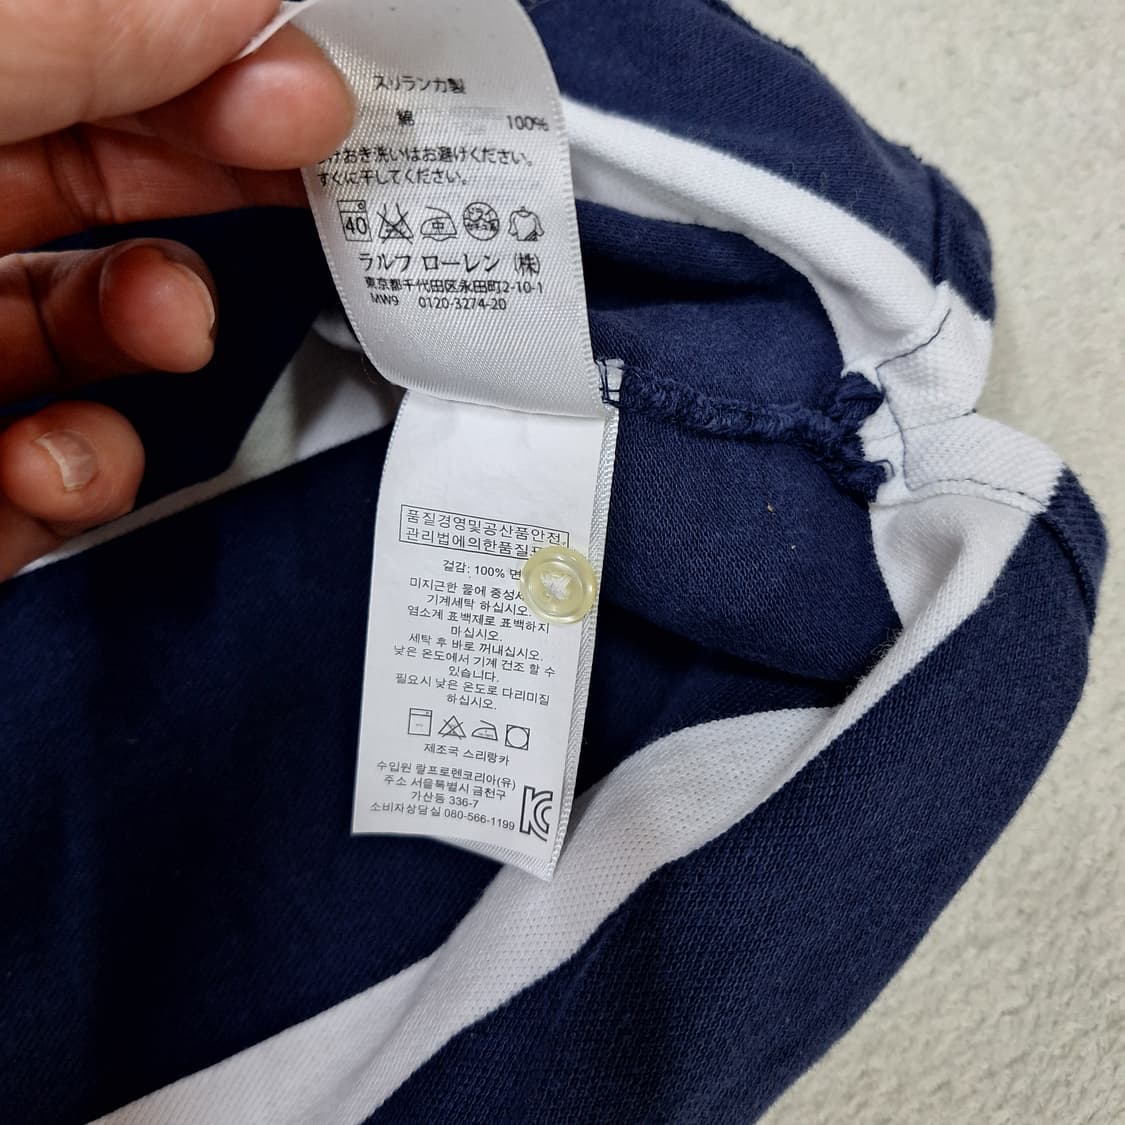 スリランカ製
綿 100%
けおき洗いはお避けください。
すぐに干してください。
40 中
ラルフ ローレン (株)
東京都千代田区永田町2-10-1
MW9 0120-3274-20
품질경영및공산품안전
관리법에의한품질표
겉감: 100% 면
미지근한 물에 중성세
기계세탁 하십시오.
염소계 표백제로 표백하지
마십시오.
세탁 후 바로 꺼내십시오.
낮은 온도에서 기계 건조 할 수
있습니다.
필요시 낮은 온도로 다리미질
하십시오.
제조국 스리랑카
수입원 랄프로렌코리아(유)
주소 서울특별시 금천구
가산동 336-7
소비자상담실 080-566-1199